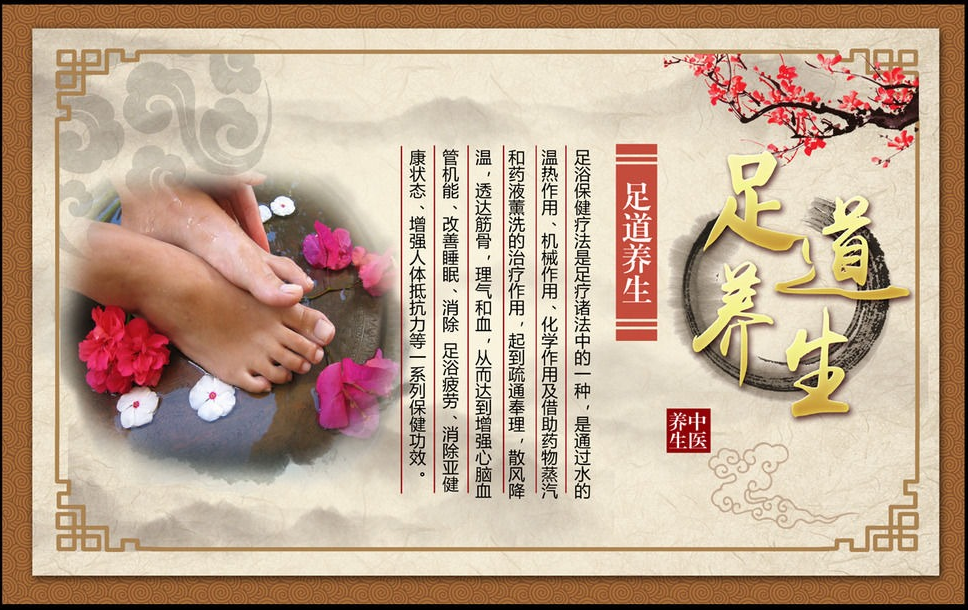 足道养生
中医养生
足道养生
足浴保健疗法是足疗诸法中的一种，是通过水的
温热作用、机械作用、化学作用及借助药物蒸汽
和药液薰洗的治疗作用，起到疏通奉理，散风降
温，透达筋骨，理气和血，从而达到增强心脑血
管机能、改善睡眠、消除 足浴疲劳、消除亚健
康状态、增强人体抵抗力等一系列保健功效。